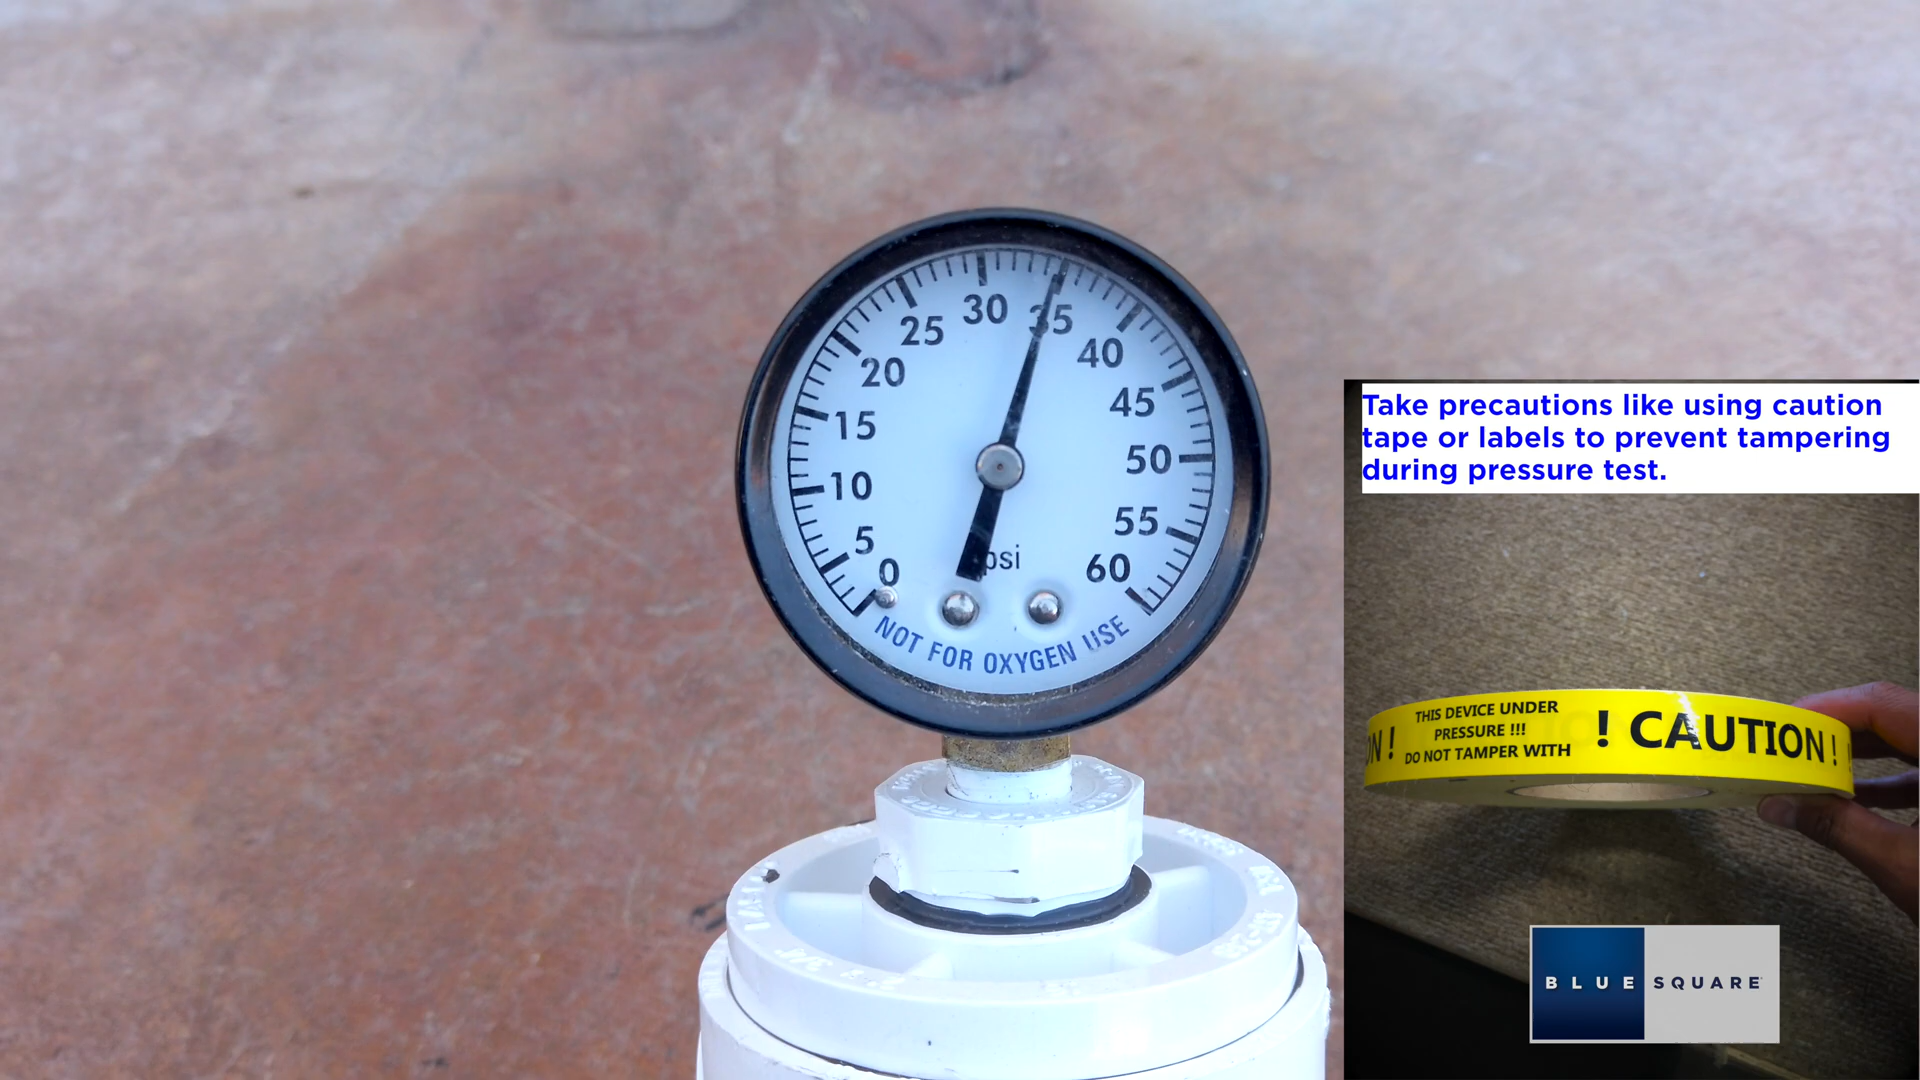 30
25
35
20
40
15
45
10
50
5
55
0
60
psi
NOT FOR OXYGEN USE
Take precautions like using caution
tape or labels to prevent tampering
during pressure test.
ON !
THIS DEVICE UNDER
PRESSURE !!!
DO NOT TAMPER WITH
! CAUTION !
BLUE SQUARE